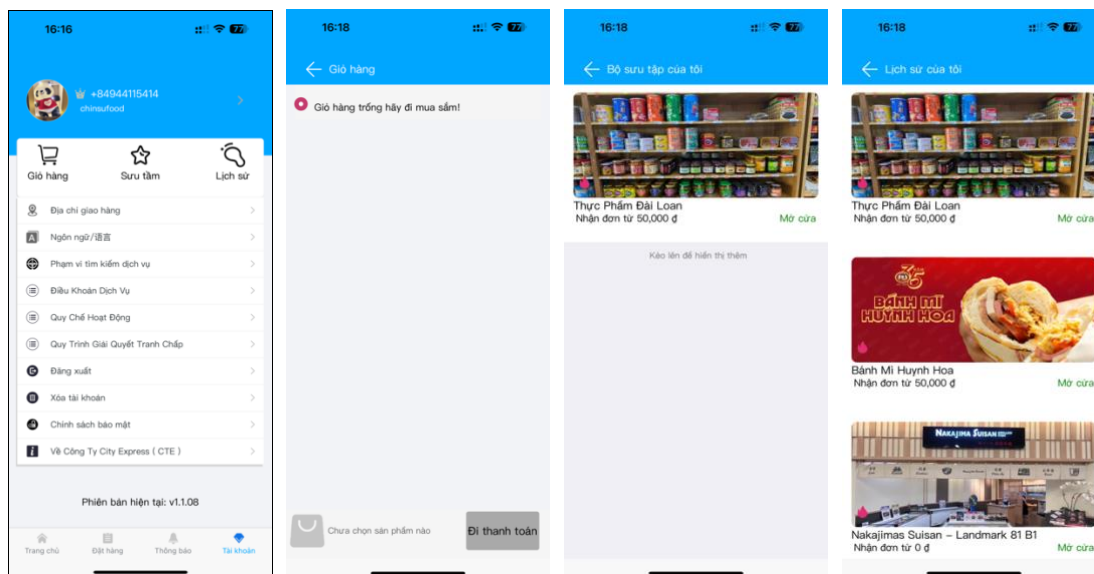 16:16
77
+84944115414
chinsufood
Giỏ hàng
Sưu tầm
Lịch sử
Địa chỉ giao hàng
Ngôn ngữ/语言
Phạm vi tìm kiếm dịch vụ
Điều Khoản Dịch Vụ
Quy Chế Hoạt Động
Quy Trình Giải Quyết Tranh Chấp
Đăng xuất
Xóa tài khoản
Chính sách bảo mật
Về Công Ty City Express ( CTE )
Phiên bản hiện tại: v1.1.08
Trang chủ
Đặt hàng
Thông báo
Tài khoản
16:18
77
Giỏ hàng
Giỏ hàng trống hãy đi mua sắm!
Chưa chọn sản phẩm nào
Đi thanh toán
16:18
77
Bộ sưu tập của tôi
Thực Phẩm Đài Loan
Nhận đơn từ 50,000 ₫
Mở cửa
Kéo lên để hiển thị thêm
16:18
77
Lịch sử của tôi
Thực Phẩm Đài Loan
Nhận đơn từ 50,000 ₫
Mở cửa
35
BÁNH MÌ
HUỲNH HOA
Bánh Mì Huynh Hoa
Nhận đơn từ 50,000 ₫
Mở cửa
NAKAJIMA SUISAN
Nakajimas Suisan – Landmark 81 B1
Nhận đơn từ 0 ₫
Mở cửa